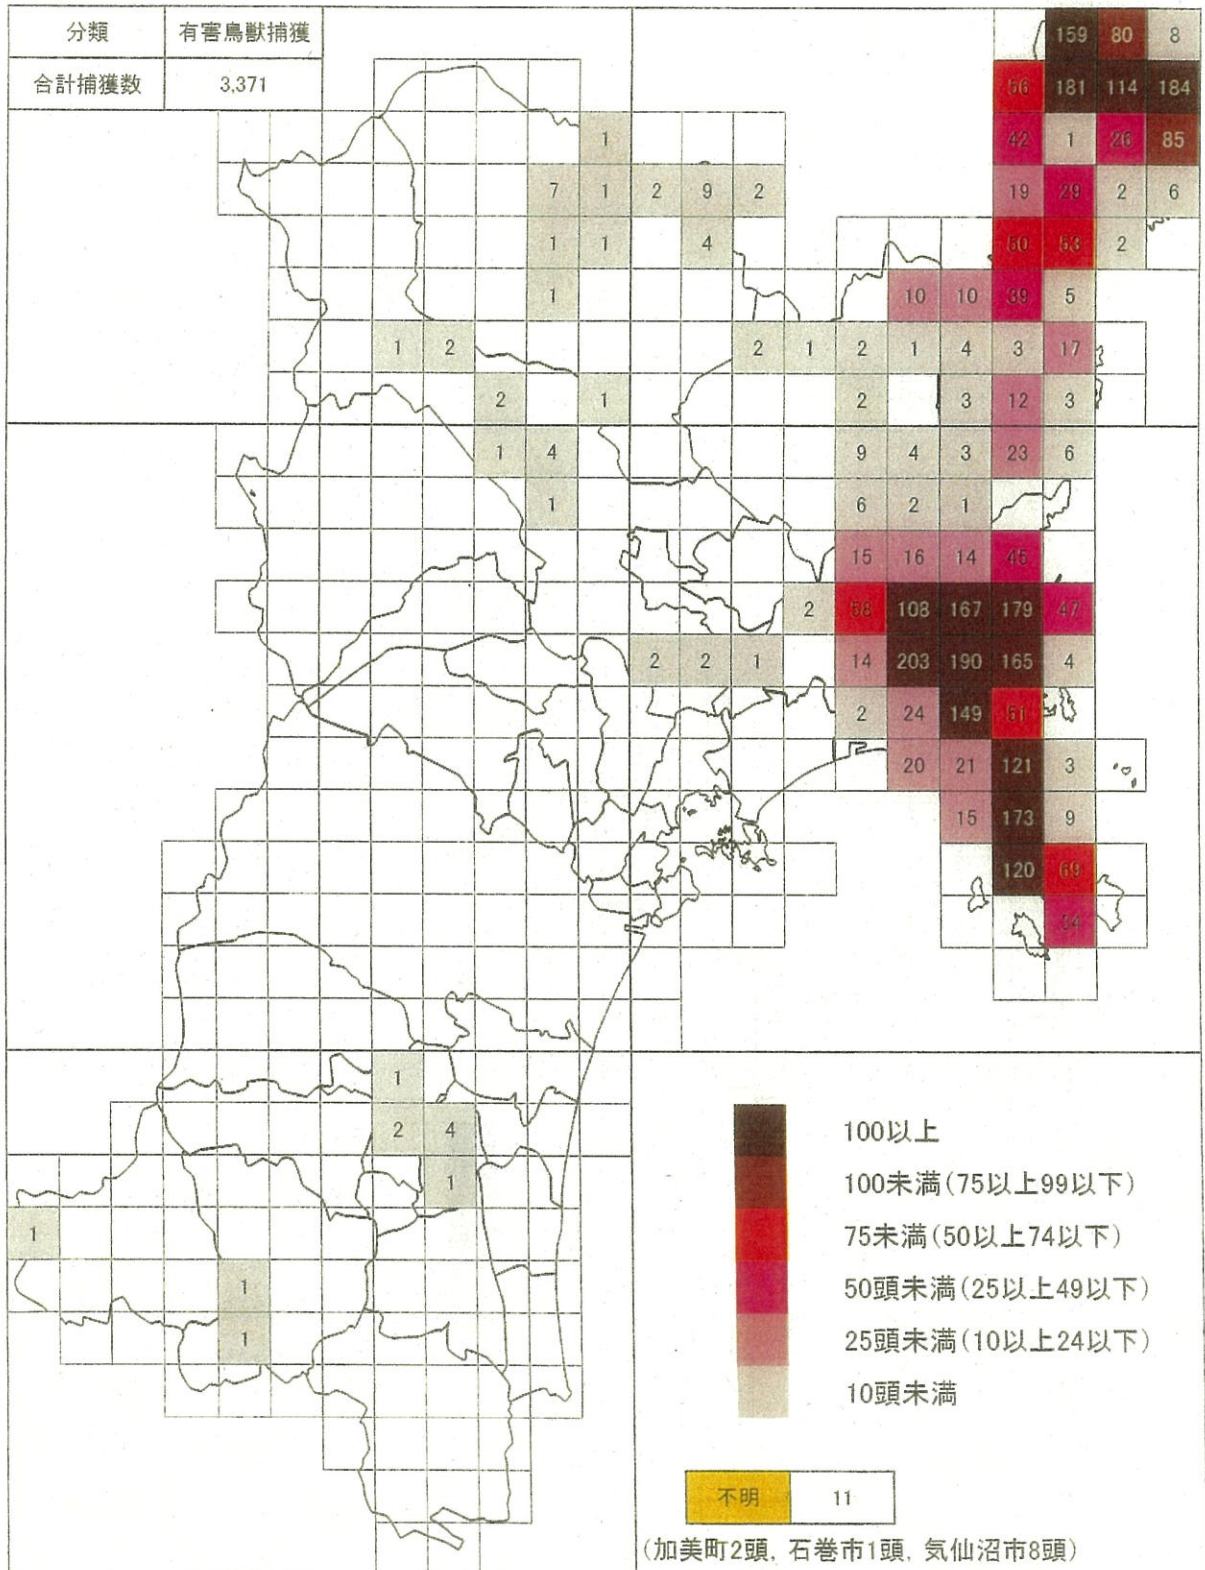 分類 有害鳥獣捕獲
159 80 8
合計捕獲数 3,371
56 181 114 184
1 42 1 26 85
7 1 2 9 2 19 29 2 6
1 1 4 50 53 2
1 10 10 39 5
1 2 2 1 2 1 4 3 17
2 1 2 3 12 3
1 4 9 4 3 23 6
1 6 2 1
15 16 14 45
2 58 108 167 179 47
2 2 1 14 203 190 165 4
2 24 149 51
20 21 121 3
15 173 9
120 69
34
1
2 4
1
1
1
1
100以上
100未満(75以上99以下)
75未満(50以上74以下)
50頭未満(25以上49以下)
25頭未満(10以上24以下)
10頭未満
不明 11
(加美町2頭, 石巻市1頭, 気仙沼市8頭)